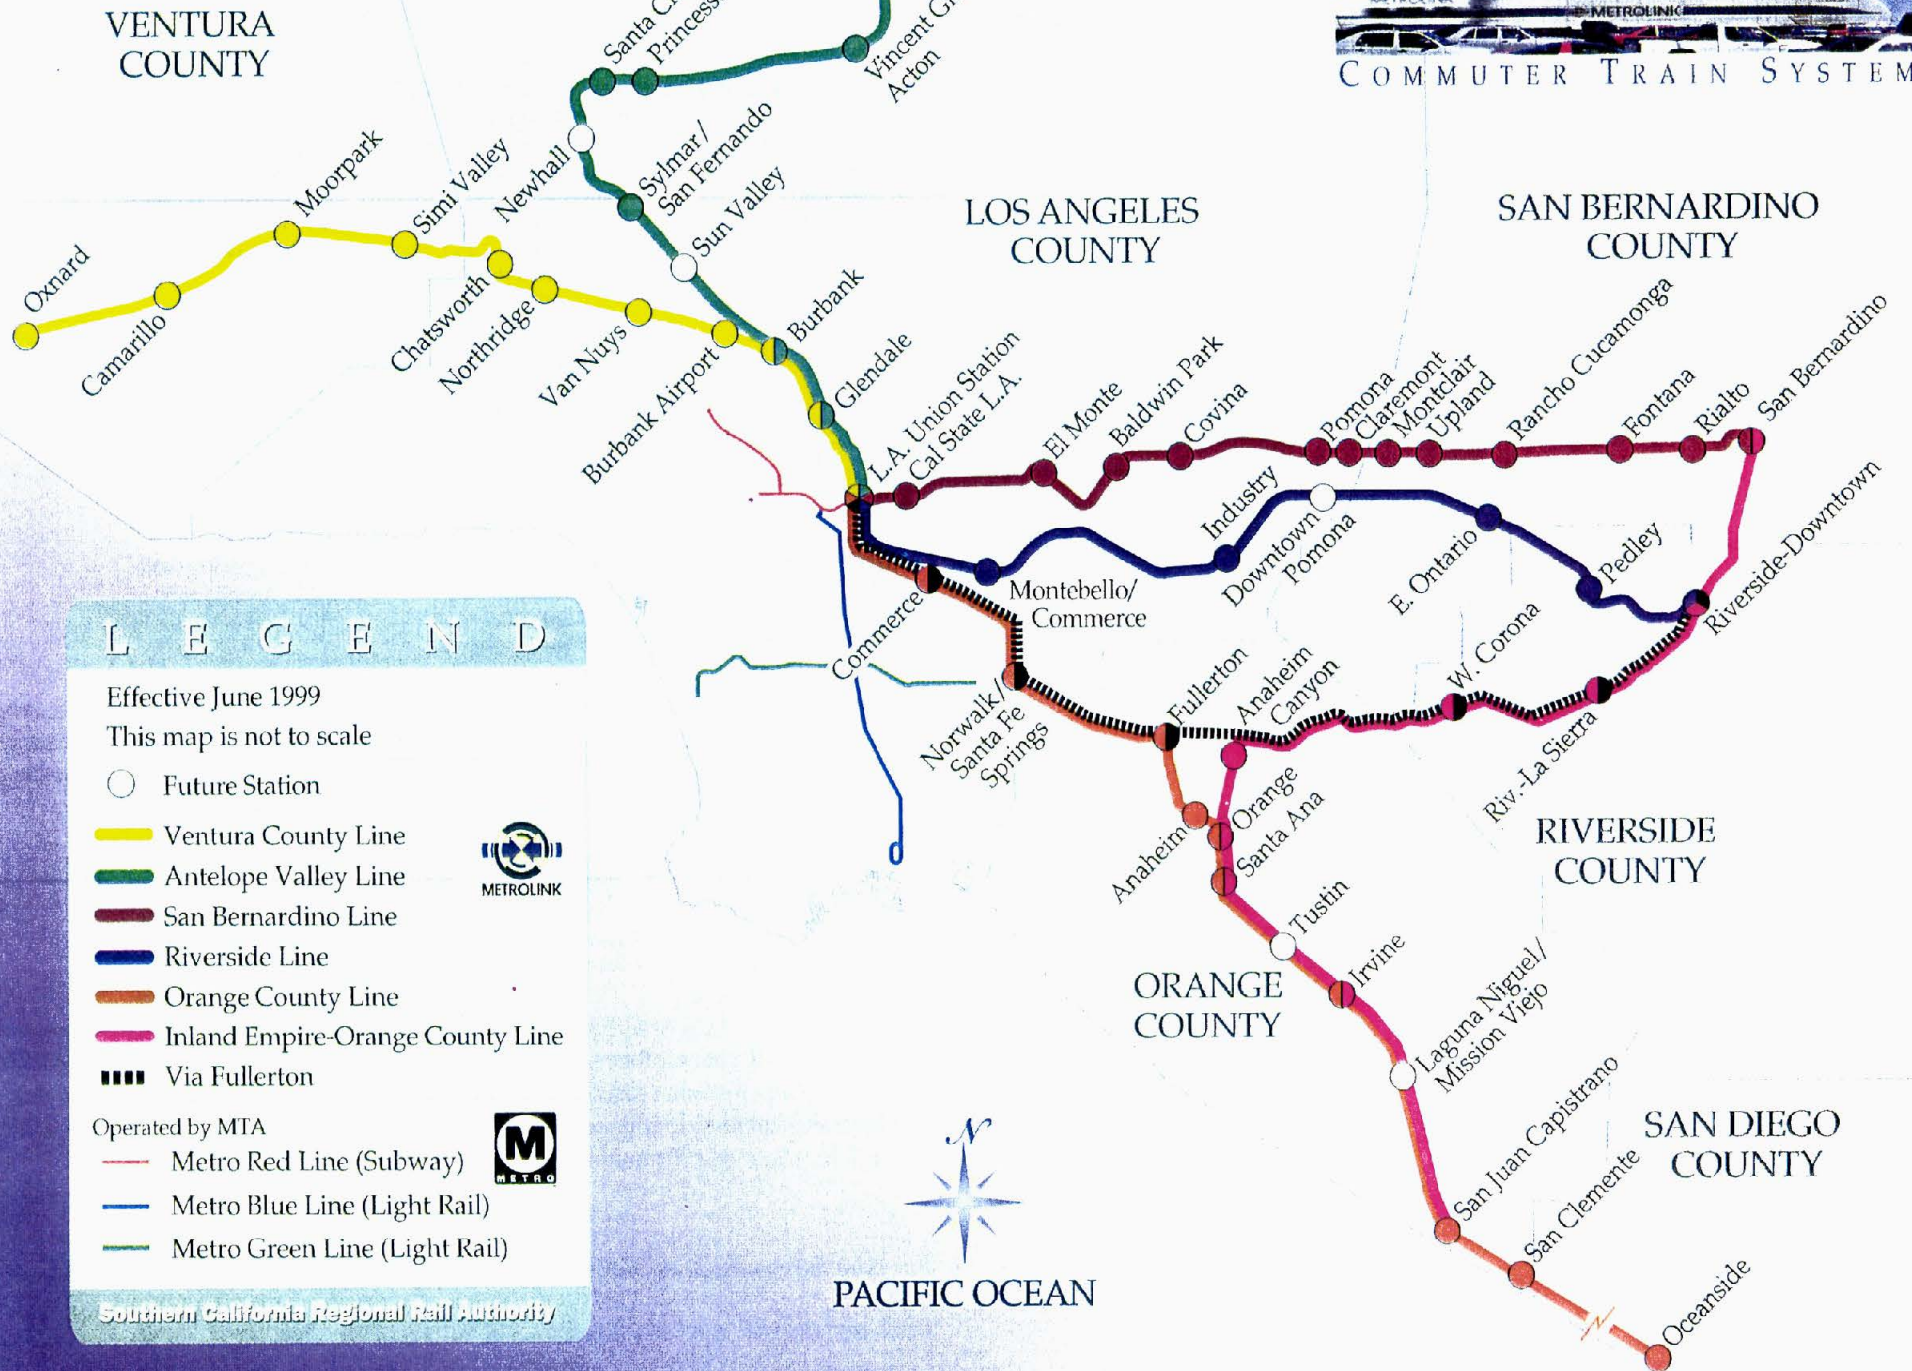 VENTURA
COUNTY
Princess
Vincent
Acton
METROLINK
COMMUTER TRAIN SYSTEM
Newhall
Sylmar/
San Fernando
Sun Valley
LOS ANGELES
COUNTY
SAN BERNARDINO
COUNTY
Oxnard
Camarillo
Moorpark
Simi Valley
Chatsworth
Northridge
Van Nuys
Burbank Airport
Burbank
Glendale
L.A. Union Station
Cal State L.A.
El Monte
Baldwin Park
Covina
Pomona
Claremont
Montclair
Upland
Rancho Cucamonga
Fontana
Rialto
San Bernardino
Montebello/
Commerce
Industry
Downtown
Pomona
E. Ontario
Pedley
Riverside-Downtown
Commerce
Norwalk/
Santa Fe
Springs
Fullerton
Anaheim
Canyon
W. Corona
Riv.-La Sierra
Anaheim
Orange
Santa Ana
Tustin
Irvine
Laguna Niguel/
Mission Viejo
San Juan Capistrano
San Clemente
Oceanside
RIVERSIDE
COUNTY
ORANGE
COUNTY
SAN DIEGO
COUNTY
N
PACIFIC OCEAN
LEGEND
Effective June 1999
This map is not to scale
Future Station
Ventura County Line
Antelope Valley Line
METROLINK
San Bernardino Line
Riverside Line
Orange County Line
Inland Empire-Orange County Line
Via Fullerton
Operated by MTA
Metro Red Line (Subway)
M
METRO
Metro Blue Line (Light Rail)
Metro Green Line (Light Rail)
Southern California Regional Rail Authority